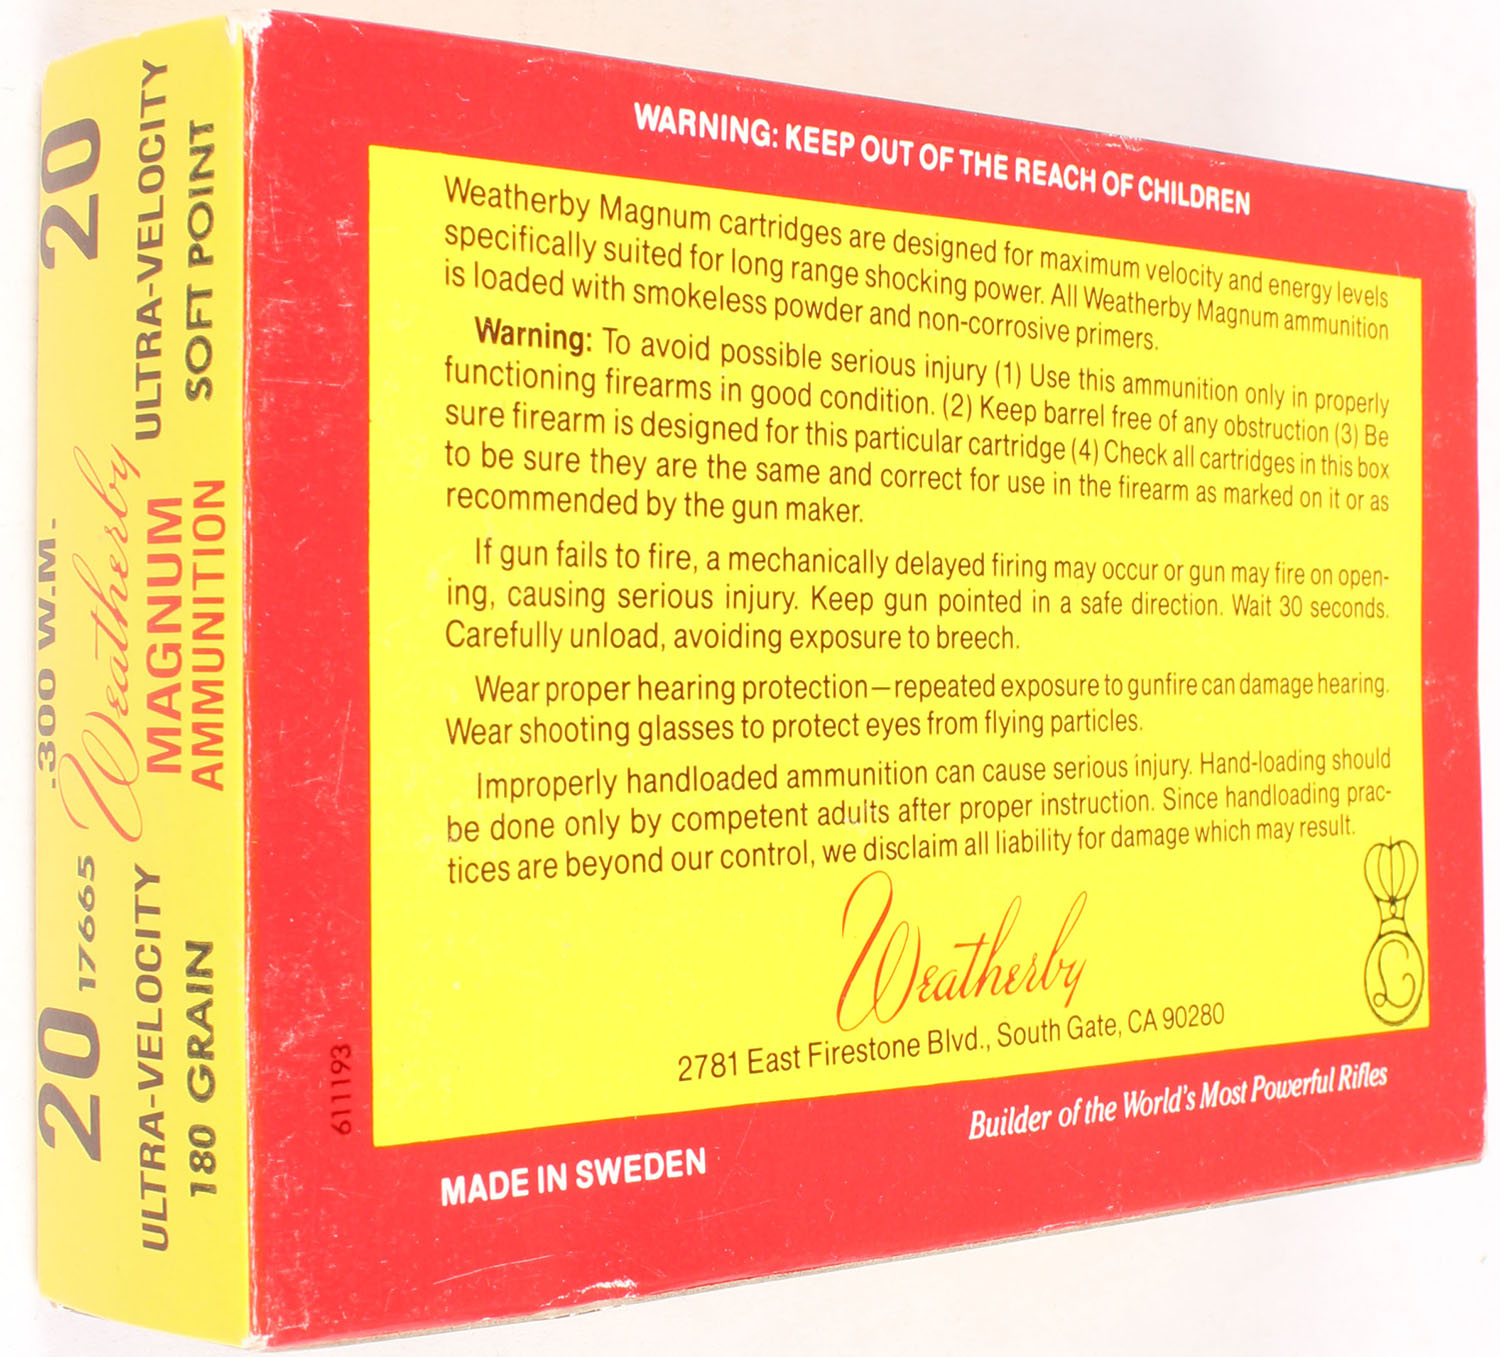 WARNING: KEEP OUT OF THE REACH OF CHILDREN
Weatherby Magnum cartridges are designed for maximum velocity and energy levels
specifically suited for long range shocking power. All Weatherby Magnum ammunition
is loaded with smokeless powder and non-corrosive primers.
Warning: To avoid possible serious injury (1) Use this ammunition only in properly
functioning firearms in good condition. (2) Keep barrel free of any obstruction (3) Be
sure firearm is designed for this particular cartridge (4) Check all cartridges in this box
to be sure they are the same and correct for use in the firearm as marked on it or as
recommended by the gun maker.
If gun fails to fire, a mechanically delayed firing may occur or gun may fire on open-
ing, causing serious injury. Keep gun pointed in a safe direction. Wait 30 seconds.
Carefully unload, avoiding exposure to breech.
Wear proper hearing protection—repeated exposure to gunfire can damage hearing.
Wear shooting glasses to protect eyes from flying particles.
Improperly handloaded ammunition can cause serious injury. Hand-loading should
be done only by competent adults after proper instruction. Since handloading prac-
tices are beyond our control, we disclaim all liability for damage which may result.
Weatherby
2781 East Firestone Blvd., South Gate, CA 90280
L
Builder of the World's Most Powerful Rifles
MADE IN SWEDEN
611193
20 17665 .300 W.M. 20
Weatherby
ULTRA-VELOCITY MAGNUM ULTRA-VELOCITY
180 GRAIN AMMUNITION SOFT POINT